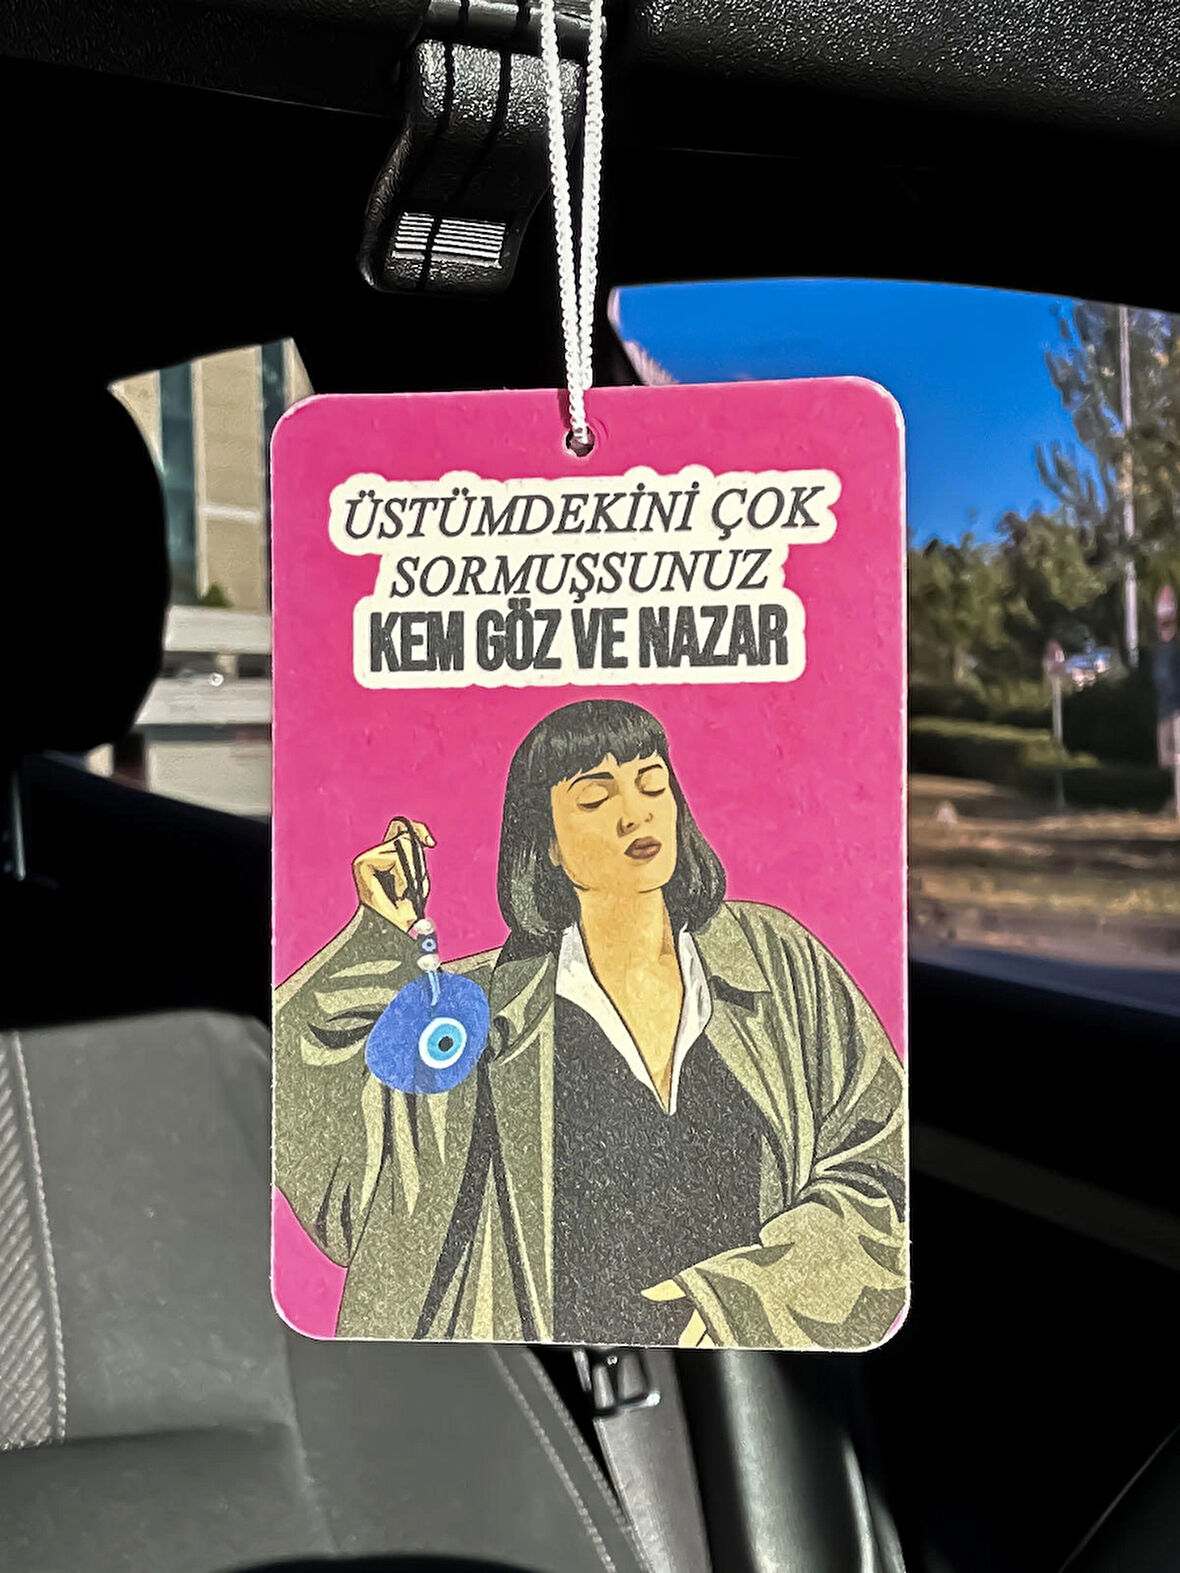 ÜSTÜMDEKİNİ ÇOK
SORMUŞSUNUZ
KEM GÖZ VE NAZAR